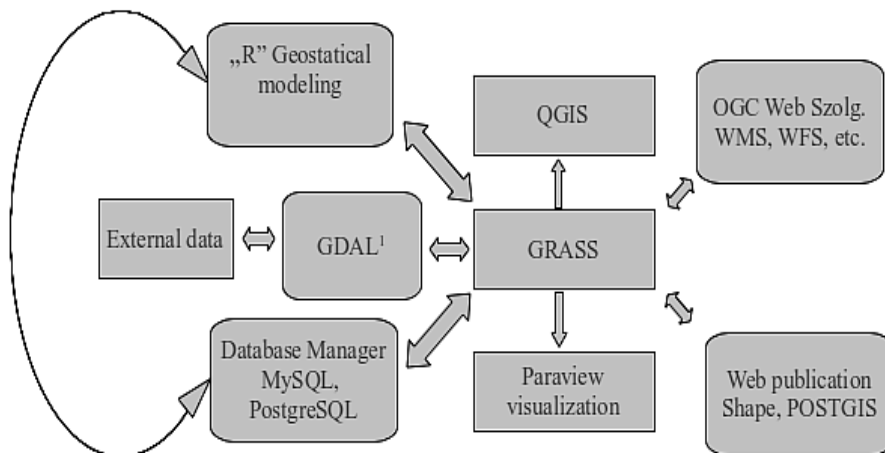 „R” Geostatical
modeling
QGIS
OGC Web Szolg.
WMS, WFS, etc.
External data
GDAL¹
GRASS
Database Manager
MySQL,
PostgreSQL
Paraview
visualization
Web publication
Shape, POSTGIS